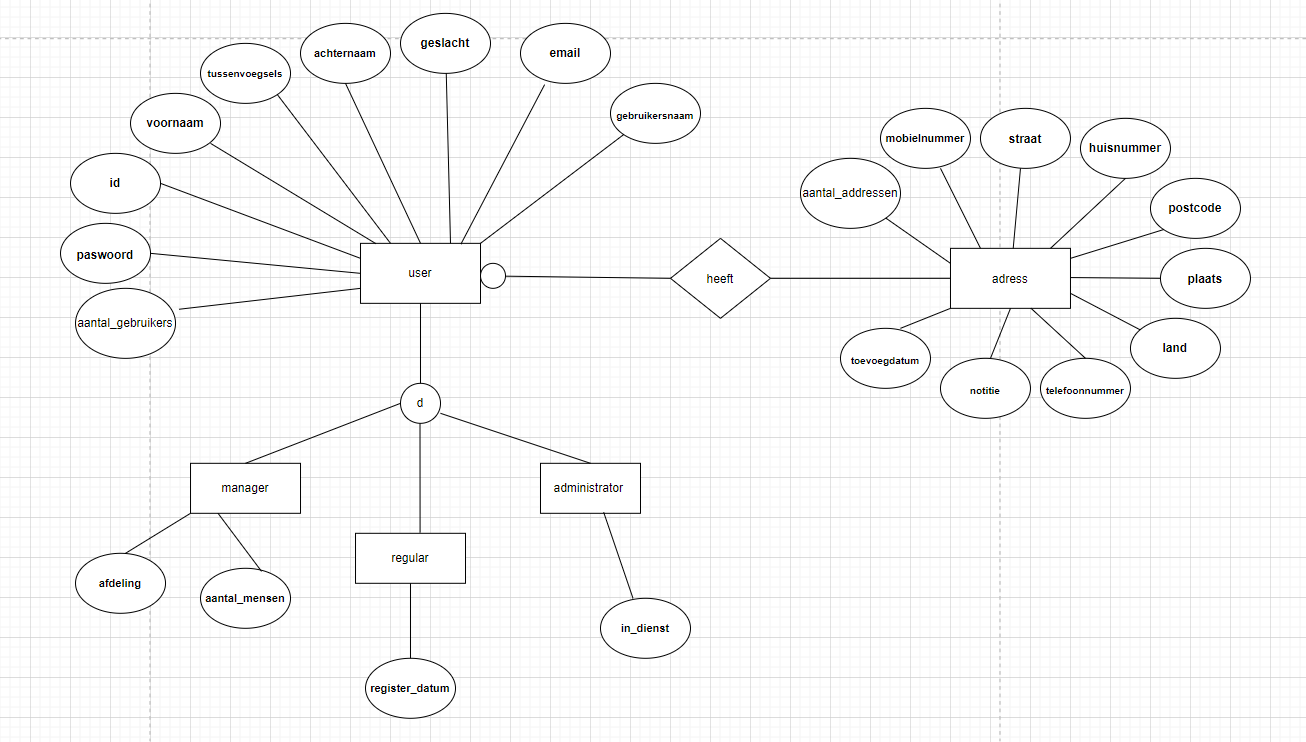 geslacht
achternaam
email
tussenvoegsels
gebruikersnaam
voornaam
id
paswoord
aantal_gebruikers
user
heeft
mobielnummer
straat
huisnummer
aantal_addressen
postcode
adress
plaats
land
toevoegdatum
notitie
telefoonnummer
d
manager
administrator
regular
afdeling
aantal_mensen
in_dienst
register_datum